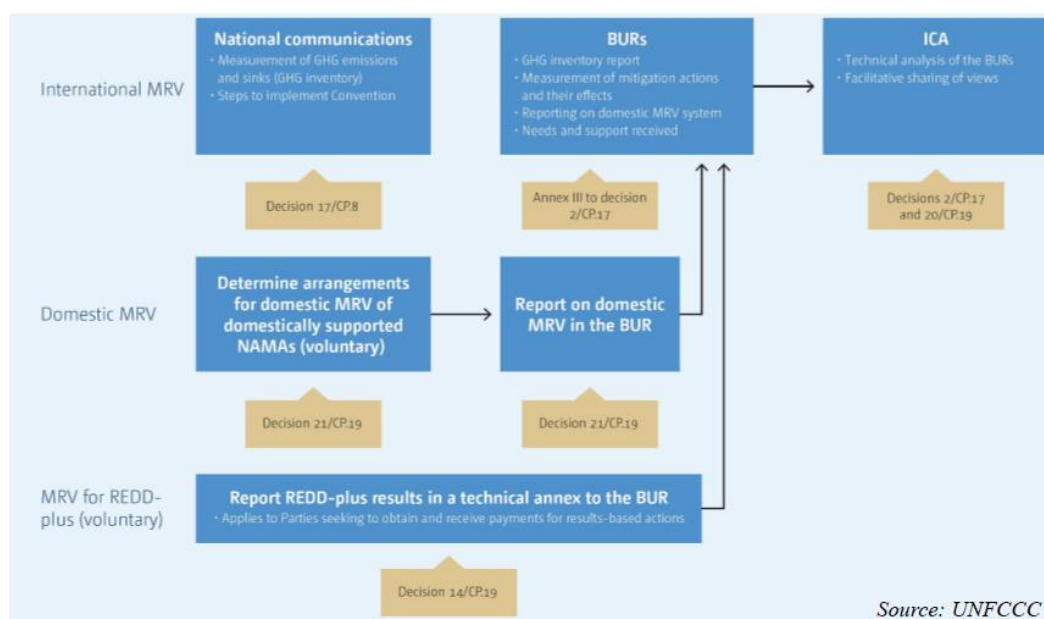 International MRV
National communications
· Measurement of GHG emissions
and sinks (GHG inventory)
· Steps to implement Convention
BURs
· GHG inventory report
· Measurement of mitigation actions
and their effects
· Reporting on domestic MRV system
· Needs and support received
ICA
· Technical analysis of the BURs
· Facilitative sharing of views
Decision 17/CP.8
Annex III to decision
2/CP.17
Decisions 2/CP.17
and 20/CP.19
Domestic MRV
Determine arrangements
for domestic MRV of
domestically supported
NAMAs (voluntary)
Report on domestic
MRV in the BUR
Decision 21/CP.19
Decision 21/CP.19
MRV for REDD-
plus (voluntary)
Report REDD-plus results in a technical annex to the BUR
· Applies to Parties seeking to obtain and receive payments for results-based actions
Decision 14/CP.19
Source: UNFCCC